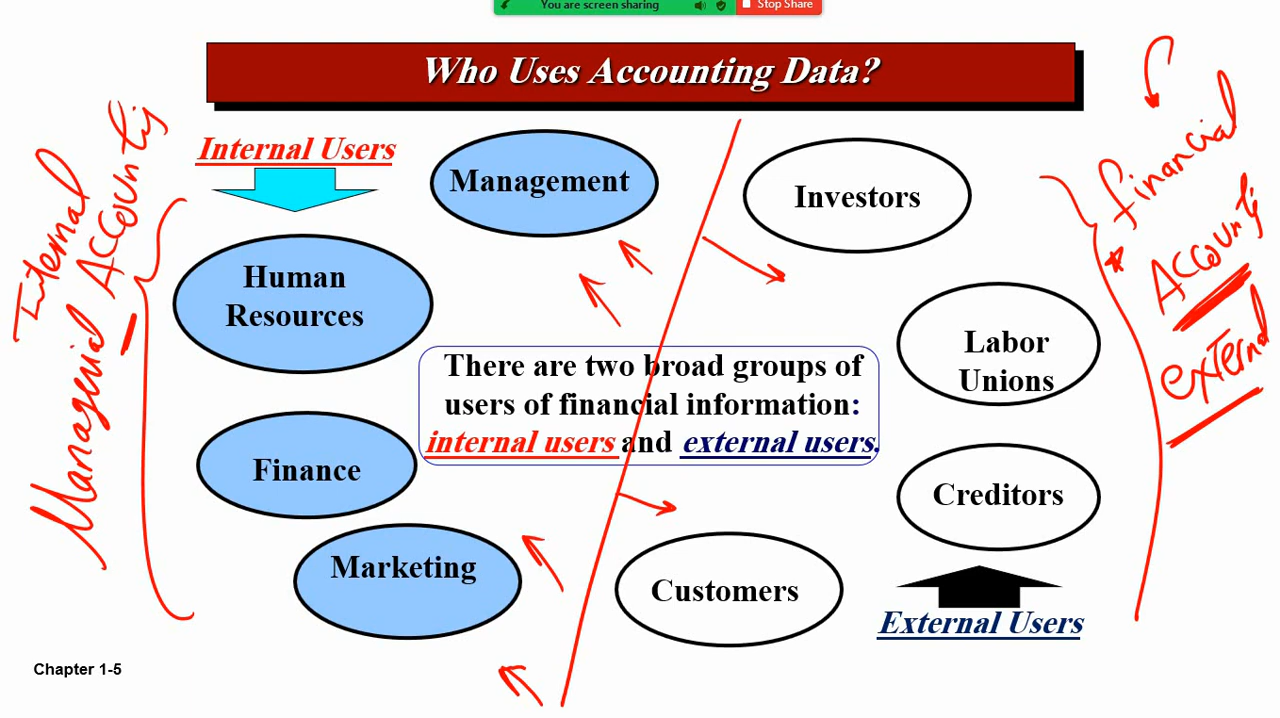 You are screen sharing
Stop Share
Who Uses Accounting Data?
Internal Users
Management
Investors
Human
Resources
Labor
Unions
There are two broad groups of
users of financial information:
internal users and external users.
Finance
Creditors
Marketing
Customers
External Users
Chapter 1-5
Internal
Managerial Accounting
financial
Accounting
external